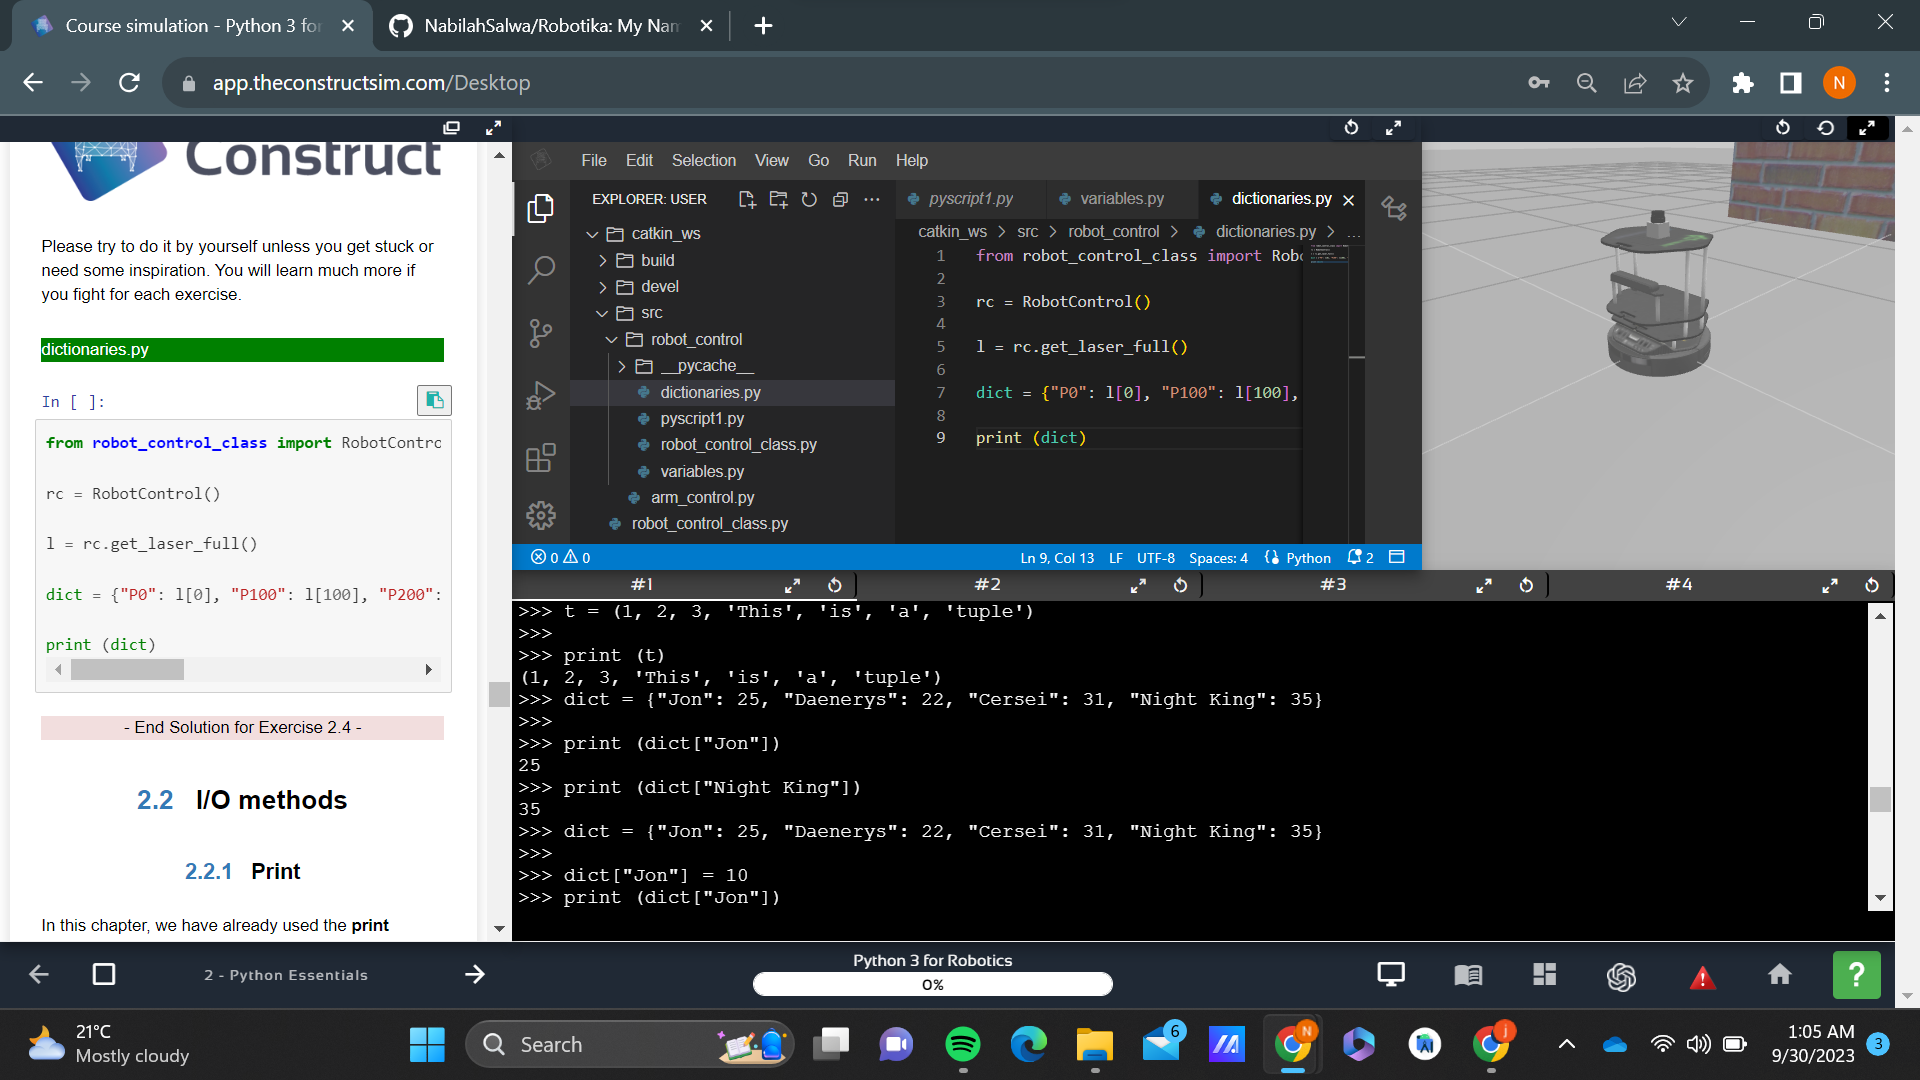 Course simulation - Python 3 for
NabilahSalwa/Robotika: My Nam
app.theconstructsim.com/Desktop
N
Construct
Please try to do it by yourself unless you get stuck or
need some inspiration. You will learn much more if
you fight for each exercise.
dictionaries.py
In [ ]:
from robot_control_class import RobotContro
rc = RobotControl()
l = rc.get_laser_full()
dict = {"P0": l[0], "P100": l[100], "P200":
print (dict)
- End Solution for Exercise 2.4 -
2.2 I/O methods
2.2.1 Print
In this chapter, we have already used the print
File Edit Selection View Go Run Help
EXPLORER: USER
catkin_ws
build
devel
src
robot_control
__pycache__
dictionaries.py
pyscript1.py
robot_control_class.py
variables.py
arm_control.py
robot_control_class.py
pyscript1.py variables.py dictionaries.py
catkin_ws > src > robot_control > dictionaries.py > ...
1 from robot_control_class import Robo
2
3 rc = RobotControl()
4
5 l = rc.get_laser_full()
6
7 dict = {"P0": l[0], "P100": l[100],
8
9 print (dict)
0 0 Ln 9, Col 13 LF UTF-8 Spaces: 4 Python 2
#1 #2 #3 #4
>>> t = (1, 2, 3, 'This', 'is', 'a', 'tuple')
>>>
>>> print (t)
(1, 2, 3, 'This', 'is', 'a', 'tuple')
>>> dict = {"Jon": 25, "Daenerys": 22, "Cersei": 31, "Night King": 35}
>>>
>>> print (dict["Jon"])
25
>>> print (dict["Night King"])
35
>>> dict = {"Jon": 25, "Daenerys": 22, "Cersei": 31, "Night King": 35}
>>>
>>> dict["Jon"] = 10
>>> print (dict["Jon"])
2 - Python Essentials
Python 3 for Robotics
0%
?
21°C
Mostly cloudy
Search
6
N
j
1:05 AM
9/30/2023
3